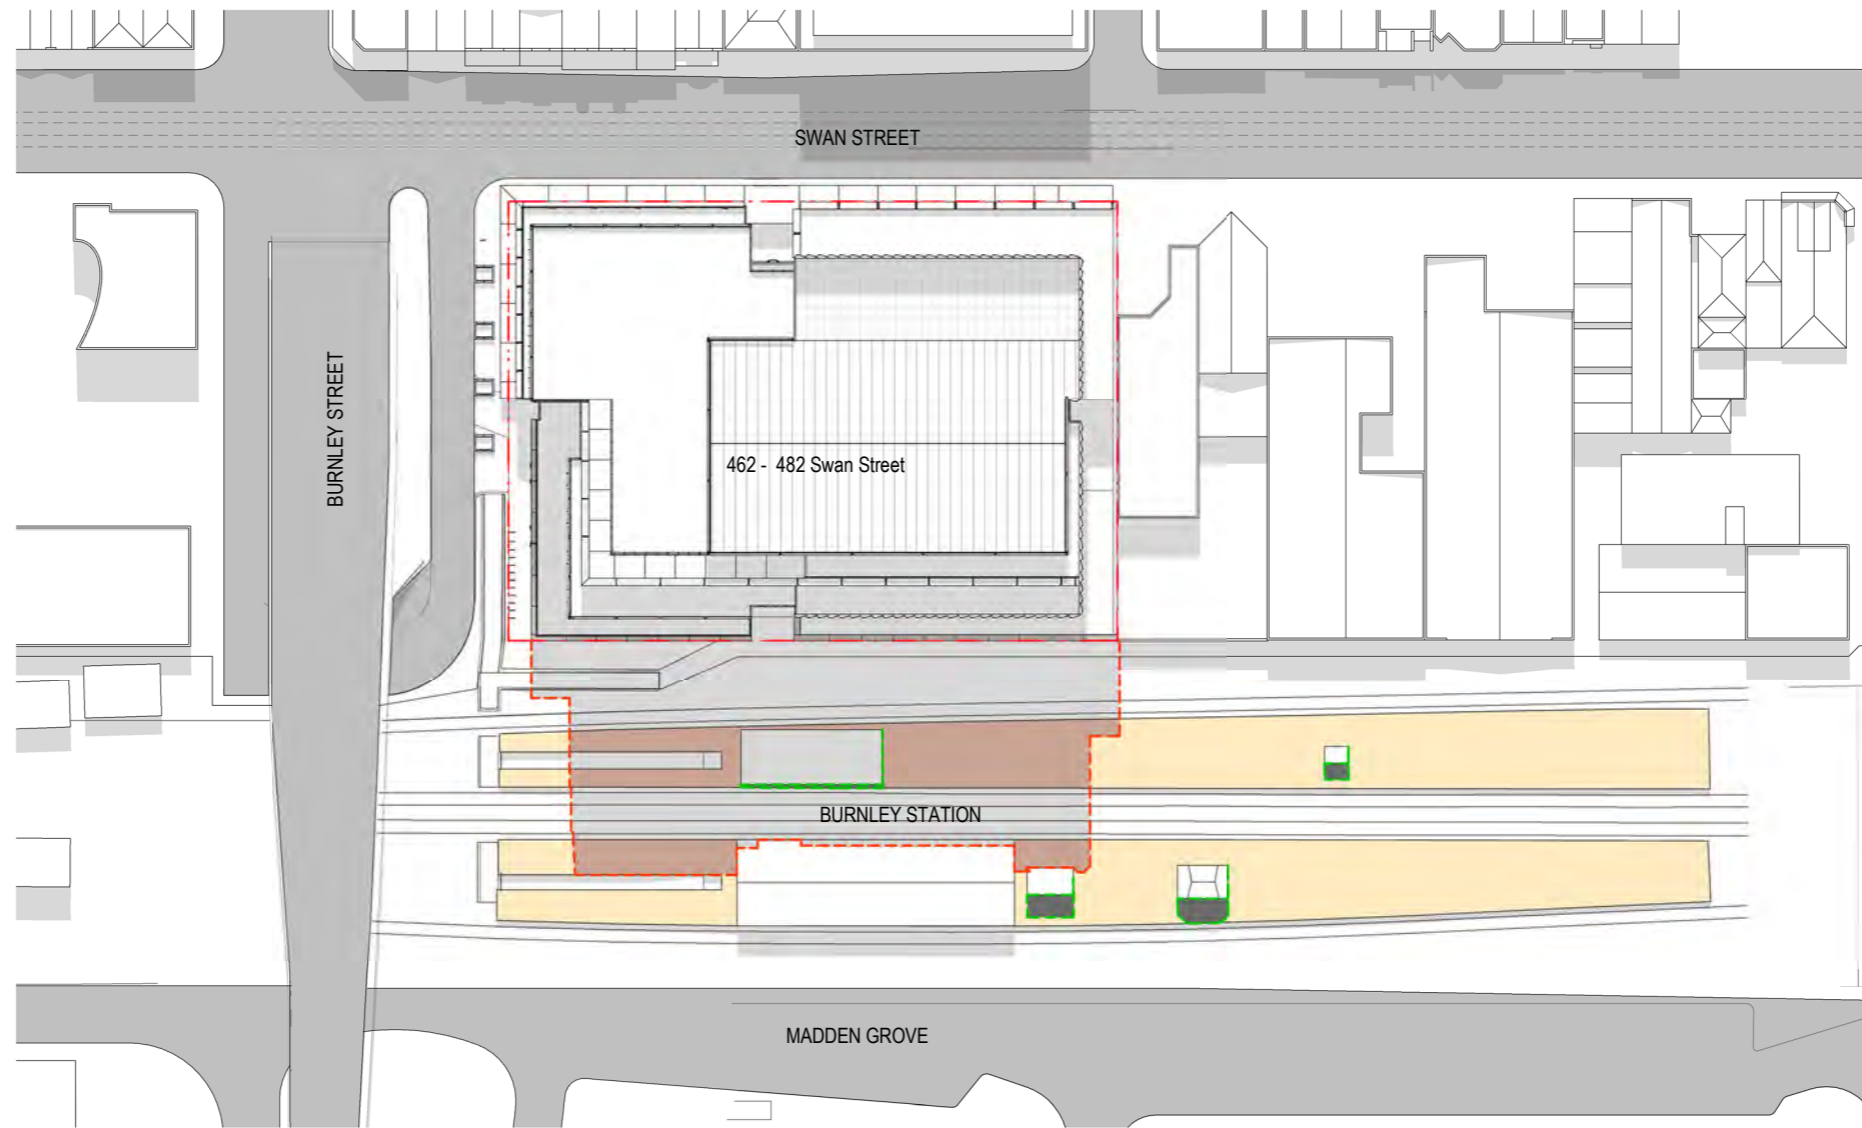 SWAN STREET
BURNLEY STREET
462 - 482 Swan Street
BURNLEY STATION
MADDEN GROVE